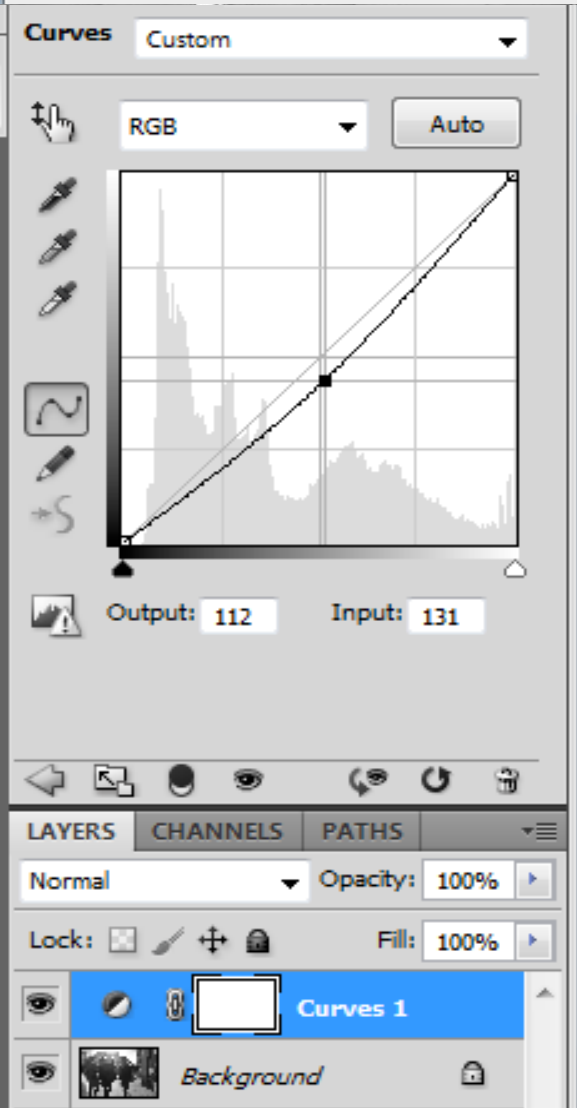 Curves Custom
RGB Auto
Output: 112 Input: 131
LAYERS CHANNELS PATHS
Normal Opacity: 100%
Lock: Fill: 100%
Curves 1
Background